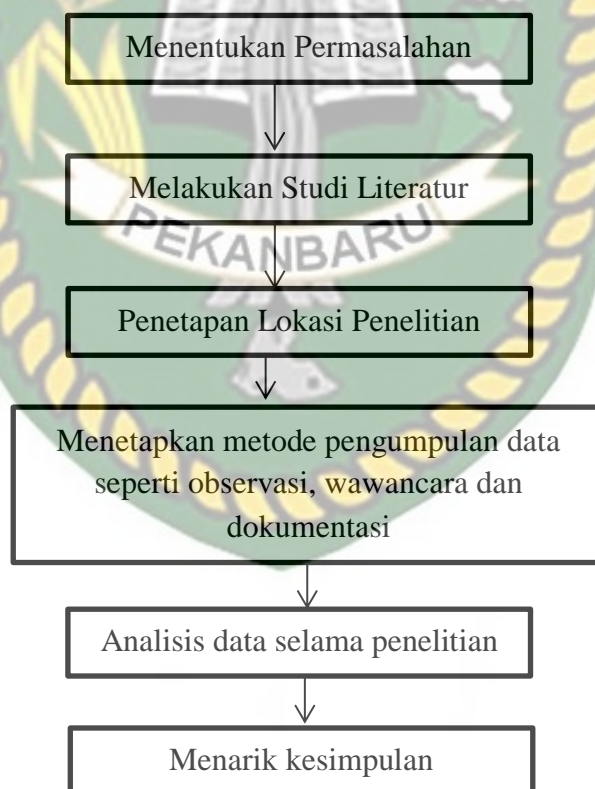 Menentukan Permasalahan
Melakukan Studi Literatur
PEKANBARU
Penetapan Lokasi Penelitian
Menetapkan metode pengumpulan data
seperti observasi, wawancara dan
dokumentasi
Analisis data selama penelitian
Menarik kesimpulan